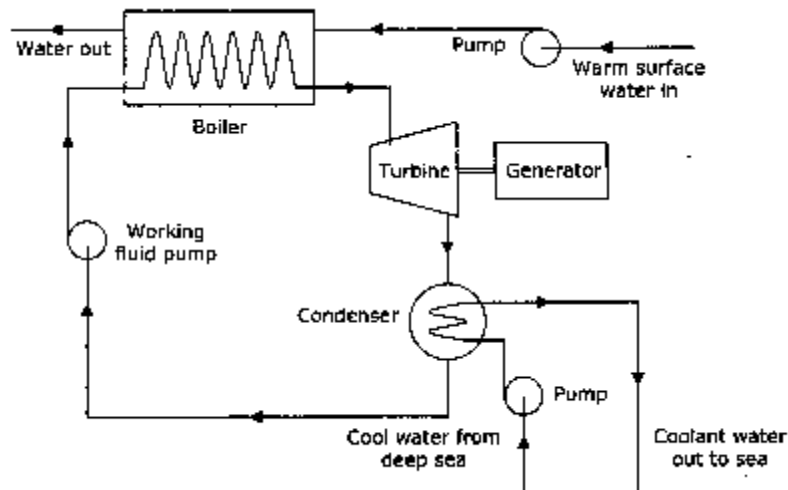 Water out
Pump
Warm surface
water in
Boiler
Turbine
Generator
Working
fluid pump
Condenser
Pump
Cool water from
deep sea
Coolant water
out to sea